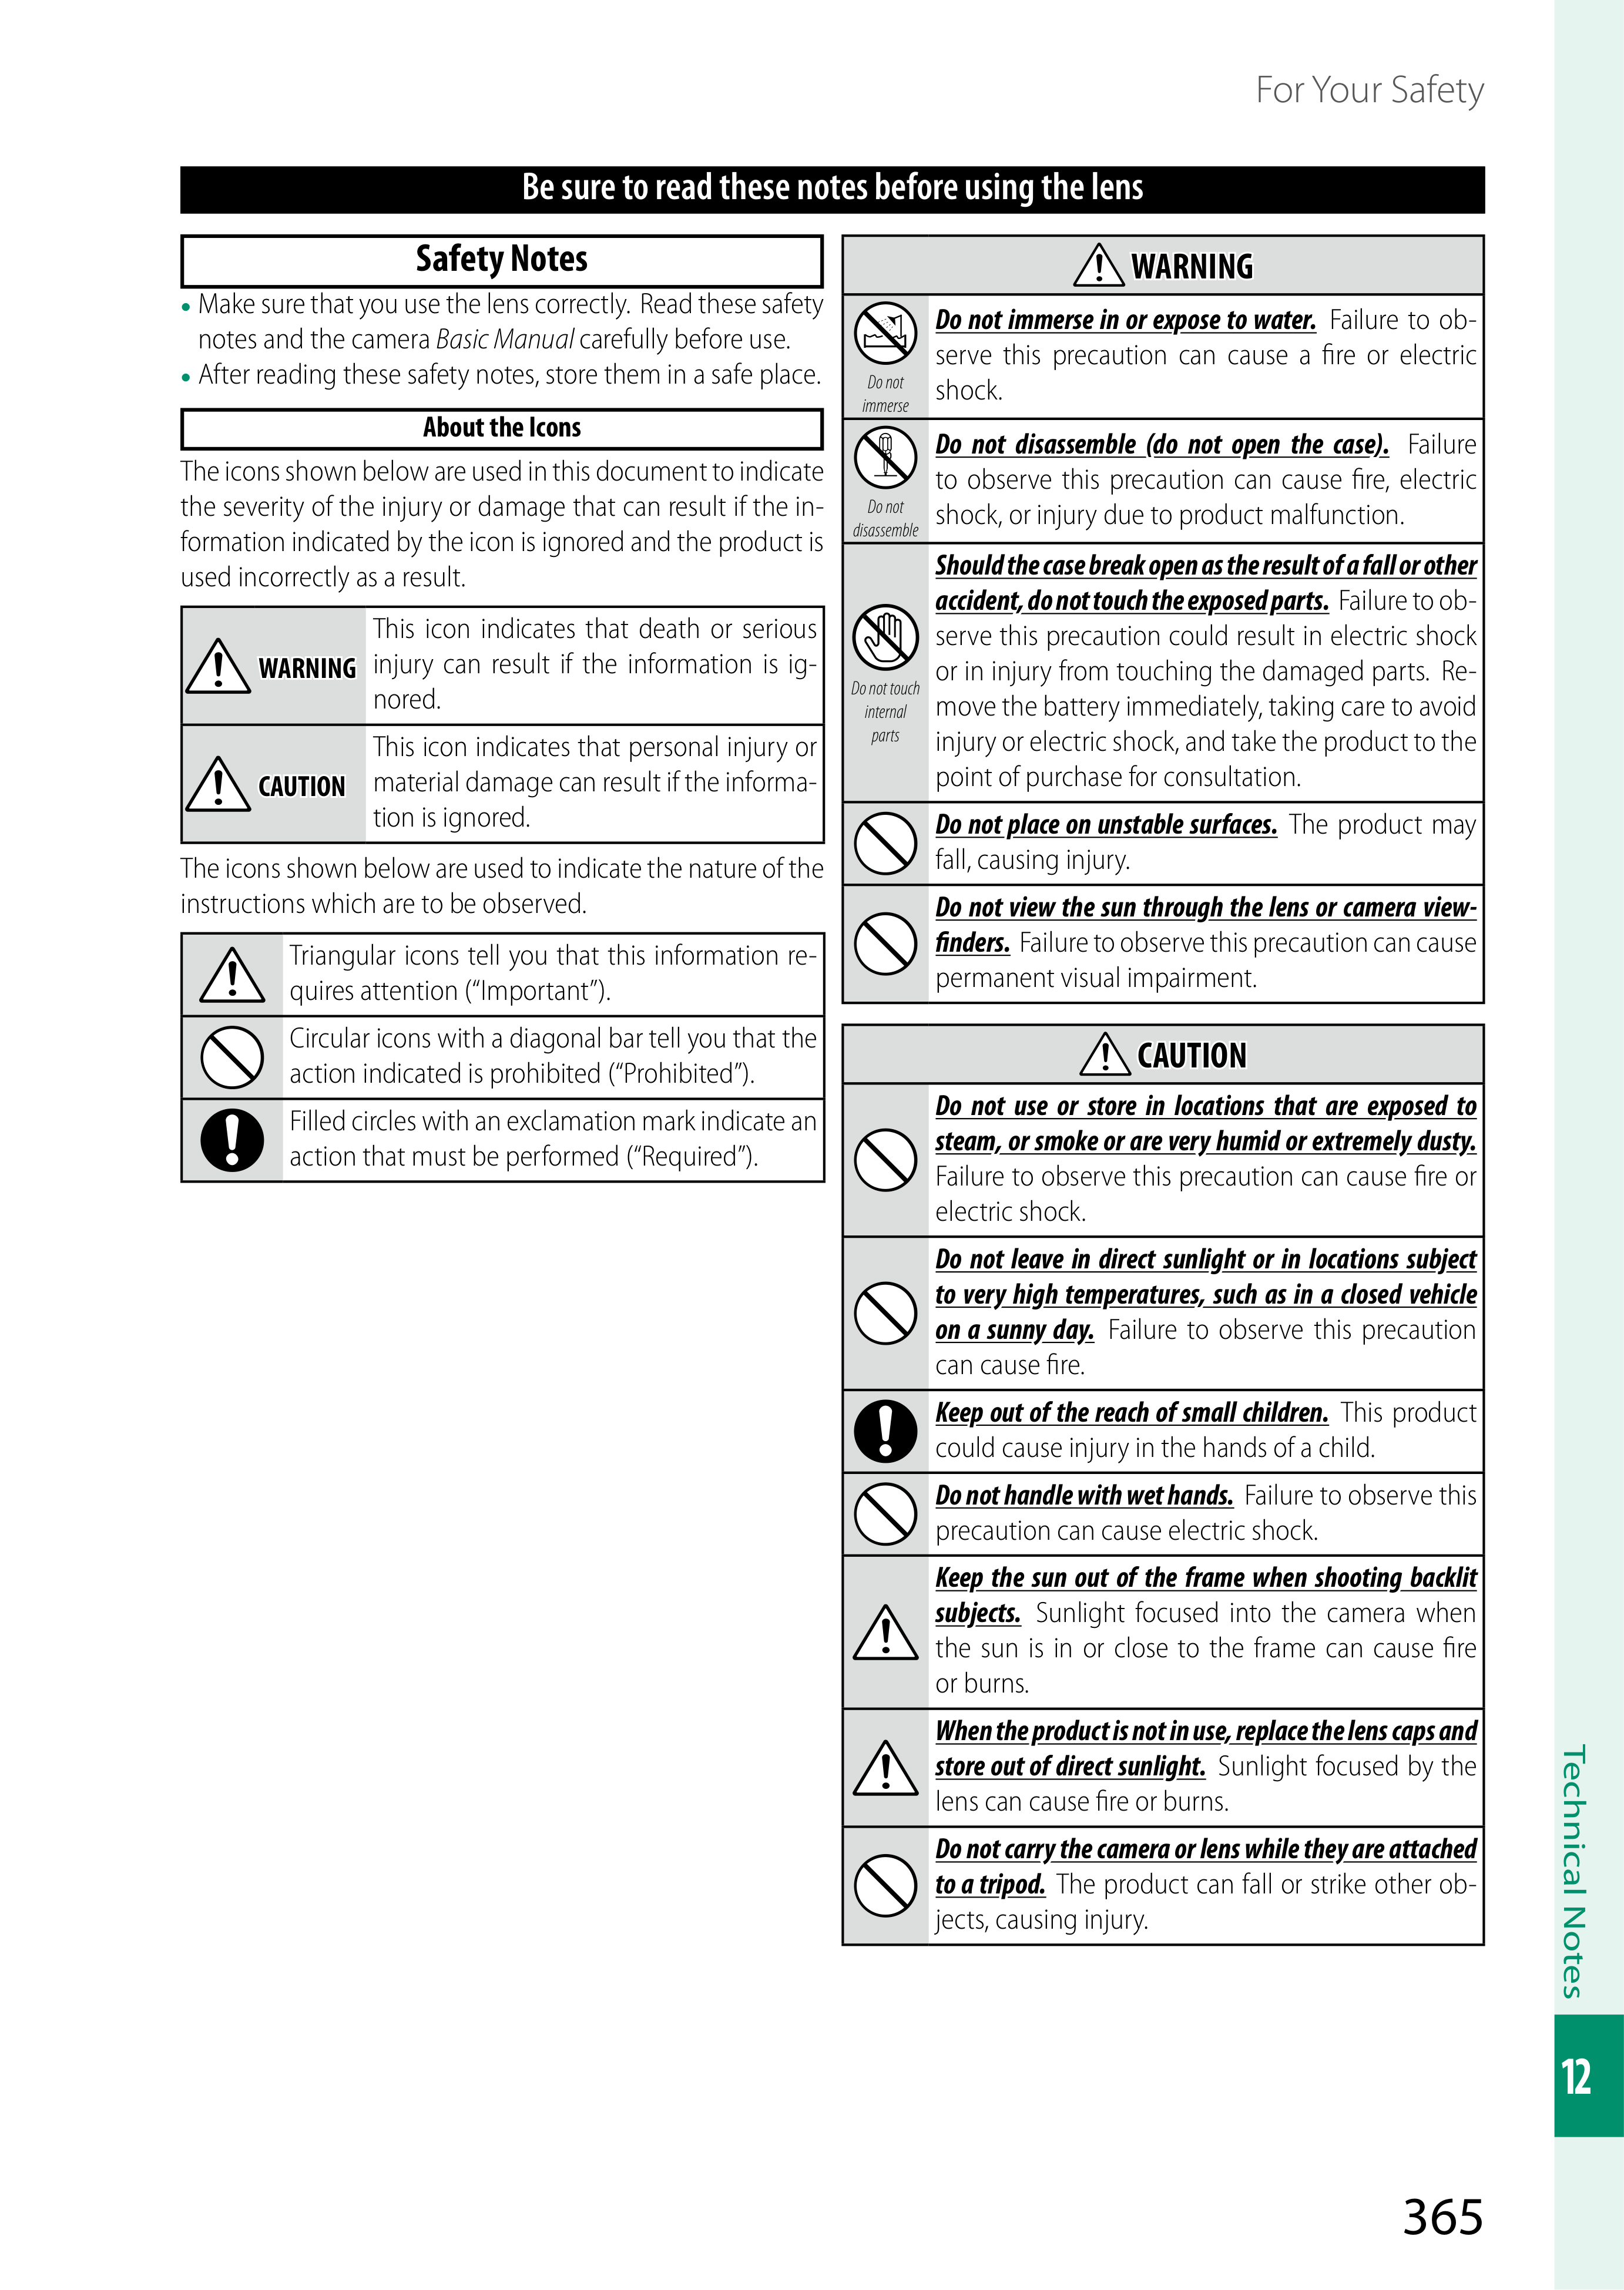 For Your Safety
Be sure to read these notes before using the lens
Safety Notes
• Make sure that you use the lens correctly. Read these safety
notes and the camera Basic Manual carefully before use.
• After reading these safety notes, store them in a safe place.
About the Icons
The icons shown below are used in this document to indicate
the severity of the injury or damage that can result if the in-
formation indicated by the icon is ignored and the product is
used incorrectly as a result.
WARNING
This icon indicates that death or serious
injury can result if the information is ig-
nored.
CAUTION
This icon indicates that personal injury or
material damage can result if the informa-
tion is ignored.
The icons shown below are used to indicate the nature of the
instructions which are to be observed.
Triangular icons tell you that this information re-
quires attention (“Important”).
Circular icons with a diagonal bar tell you that the
action indicated is prohibited (“Prohibited”).
Filled circles with an exclamation mark indicate an
action that must be performed (“Required”).
WARNING
Do not
immerse
Do not immerse in or expose to water. Failure to ob-
serve this precaution can cause a fire or electric
shock.
Do not
disassemble
Do not disassemble (do not open the case). Failure
to observe this precaution can cause fire, electric
shock, or injury due to product malfunction.
Do not touch
internal
parts
Should the case break open as the result of a fall or other
accident, do not touch the exposed parts. Failure to ob-
serve this precaution could result in electric shock
or in injury from touching the damaged parts. Re-
move the battery immediately, taking care to avoid
injury or electric shock, and take the product to the
point of purchase for consultation.
Do not place on unstable surfaces. The product may
fall, causing injury.
Do not view the sun through the lens or camera view-
finders. Failure to observe this precaution can cause
permanent visual impairment.
CAUTION
Do not use or store in locations that are exposed to
steam, or smoke or are very humid or extremely dusty.
Failure to observe this precaution can cause fire or
electric shock.
Do not leave in direct sunlight or in locations subject
to very high temperatures, such as in a closed vehicle
on a sunny day. Failure to observe this precaution
can cause fire.
Keep out of the reach of small children. This product
could cause injury in the hands of a child.
Do not handle with wet hands. Failure to observe this
precaution can cause electric shock.
Keep the sun out of the frame when shooting backlit
subjects. Sunlight focused into the camera when
the sun is in or close to the frame can cause fire
or burns.
When the product is not in use, replace the lens caps and
store out of direct sunlight. Sunlight focused by the
lens can cause fire or burns.
Do not carry the camera or lens while they are attached
to a tripod. The product can fall or strike other ob-
jects, causing injury.
Technical Notes
12
365